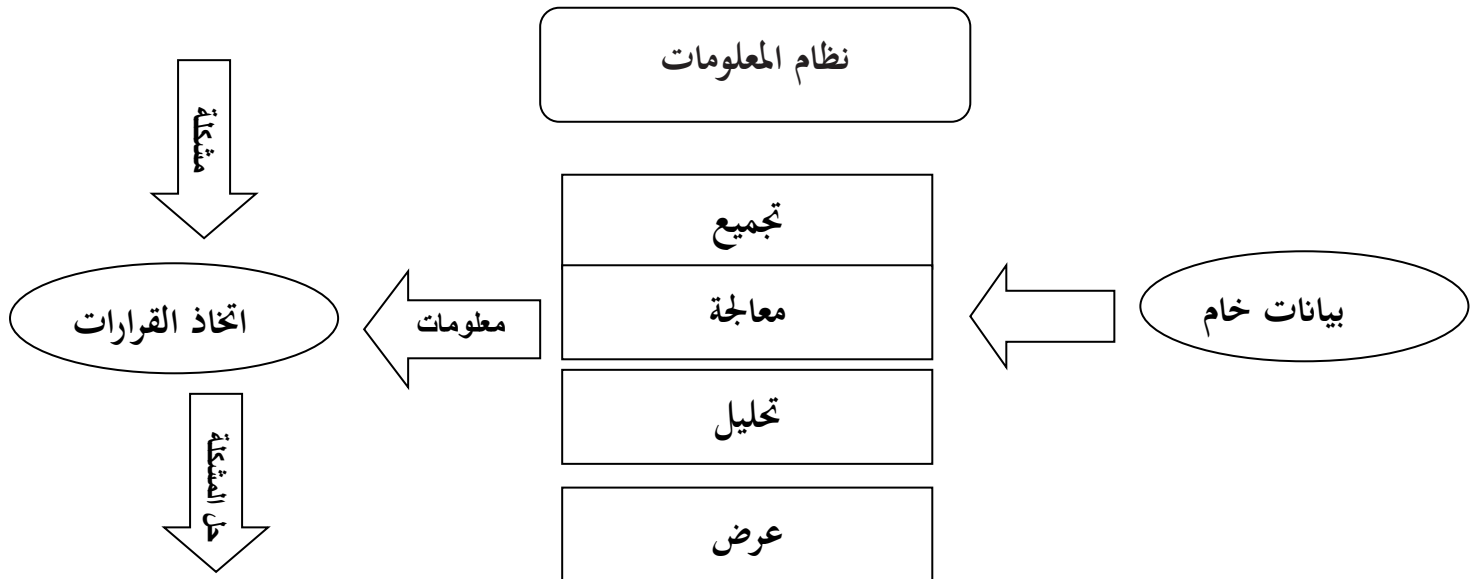 نظام المعلومات
مشكلة
تجميع
بيانات خام
معالجة
معلومات
اتخاذ القرارات
تحليل
حل المشكلة
عرض